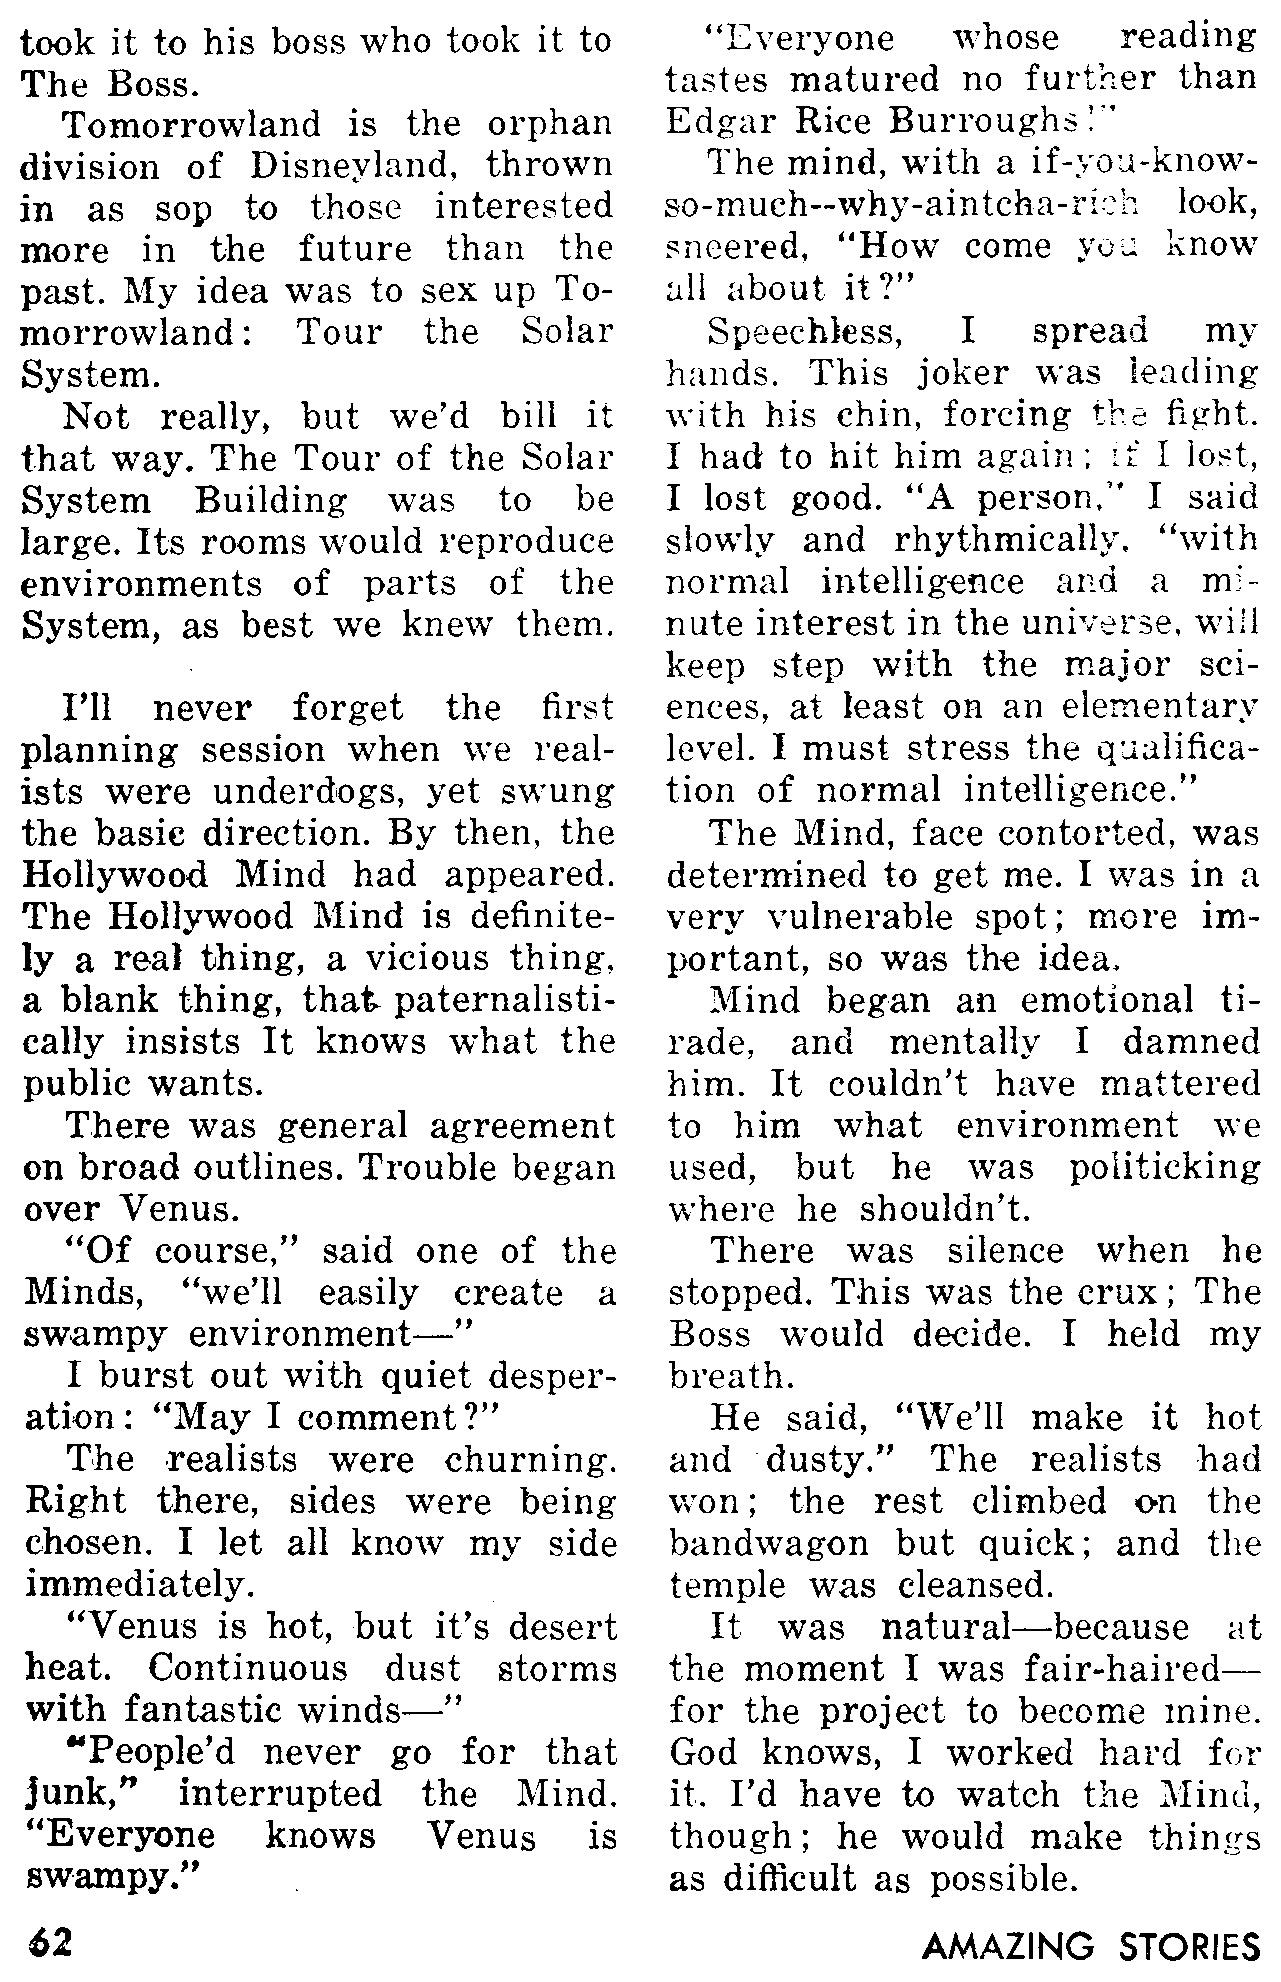 took it to his boss who took it to
The Boss.
Tomorrowland is the orphan
division of Disneyland, thrown
in as sop to those interested
more in the future than the
past. My idea was to sex up To-
morrowland: Tour the Solar
System.
Not really, but we'd bill it
that way. The Tour of the Solar
System Building was to be
large. Its rooms would reproduce
environments of parts of the
System, as best we knew them.
I'll never forget the first
planning session when we real-
ists were underdogs, yet swung
the basic direction. By then, the
Hollywood Mind had appeared.
The Hollywood Mind is definite-
ly a real thing, a vicious thing,
a blank thing, that paternalisti-
cally insists It knows what the
public wants.
There was general agreement
on broad outlines. Trouble began
over Venus.
"Of course," said one of the
Minds, "we'll easily create a
swampy environment—"
I burst out with quiet desper-
ation: "May I comment?"
The realists were churning.
Right there, sides were being
chosen. I let all know my side
immediately.
"Venus is hot, but it's desert
heat. Continuous dust storms
with fantastic winds—"
"People'd never go for that
junk," interrupted the Mind.
"Everyone knows Venus is
swampy."
"Everyone whose reading
tastes matured no further than
Edgar Rice Burroughs!"
The mind, with a if-you-know-
so-much--why-aintcha-rich look,
sneered, "How come you know
all about it?"
Speechless, I spread my
hands. This joker was leading
with his chin, forcing the fight.
I had to hit him again; if I lost,
I lost good. "A person," I said
slowly and rhythmically, "with
normal intelligence and a mi-
nute interest in the universe, will
keep step with the major sci-
ences, at least on an elementary
level. I must stress the qualifica-
tion of normal intelligence."
The Mind, face contorted, was
determined to get me. I was in a
very vulnerable spot; more im-
portant, so was the idea.
Mind began an emotional ti-
rade, and mentally I damned
him. It couldn't have mattered
to him what environment we
used, but he was politicking
where he shouldn't.
There was silence when he
stopped. This was the crux; The
Boss would decide. I held my
breath.
He said, "We'll make it hot
and dusty." The realists had
won; the rest climbed on the
bandwagon but quick; and the
temple was cleansed.
It was natural—because at
the moment I was fair-haired—
for the project to become mine.
God knows, I worked hard for
it. I'd have to watch the Mind,
though; he would make things
as difficult as possible.
62
AMAZING STORIES